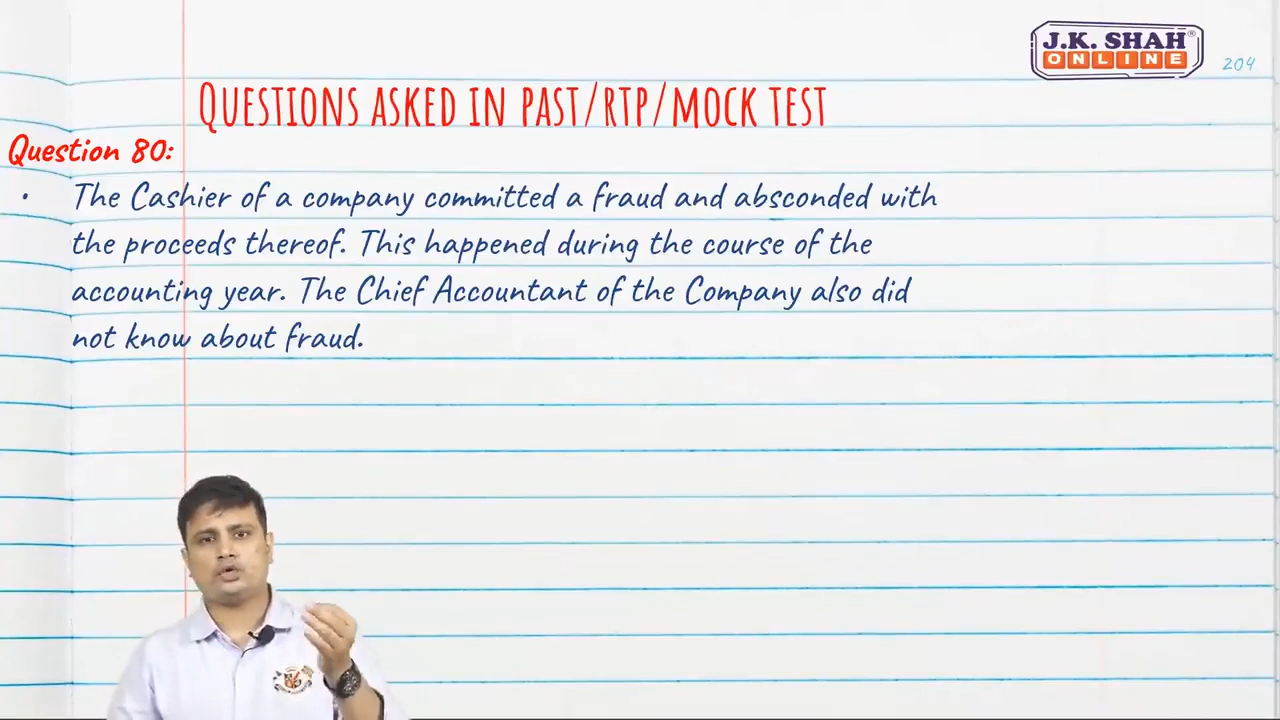 J.K. SHAH®
ONLINE
204
QUESTIONS ASKED IN PAST/RTP/MOCK TEST
Question 80:
• The Cashier of a company committed a fraud and absconded with
the proceeds thereof. This happened during the course of the
accounting year. The Chief Accountant of the Company also did
not know about fraud.